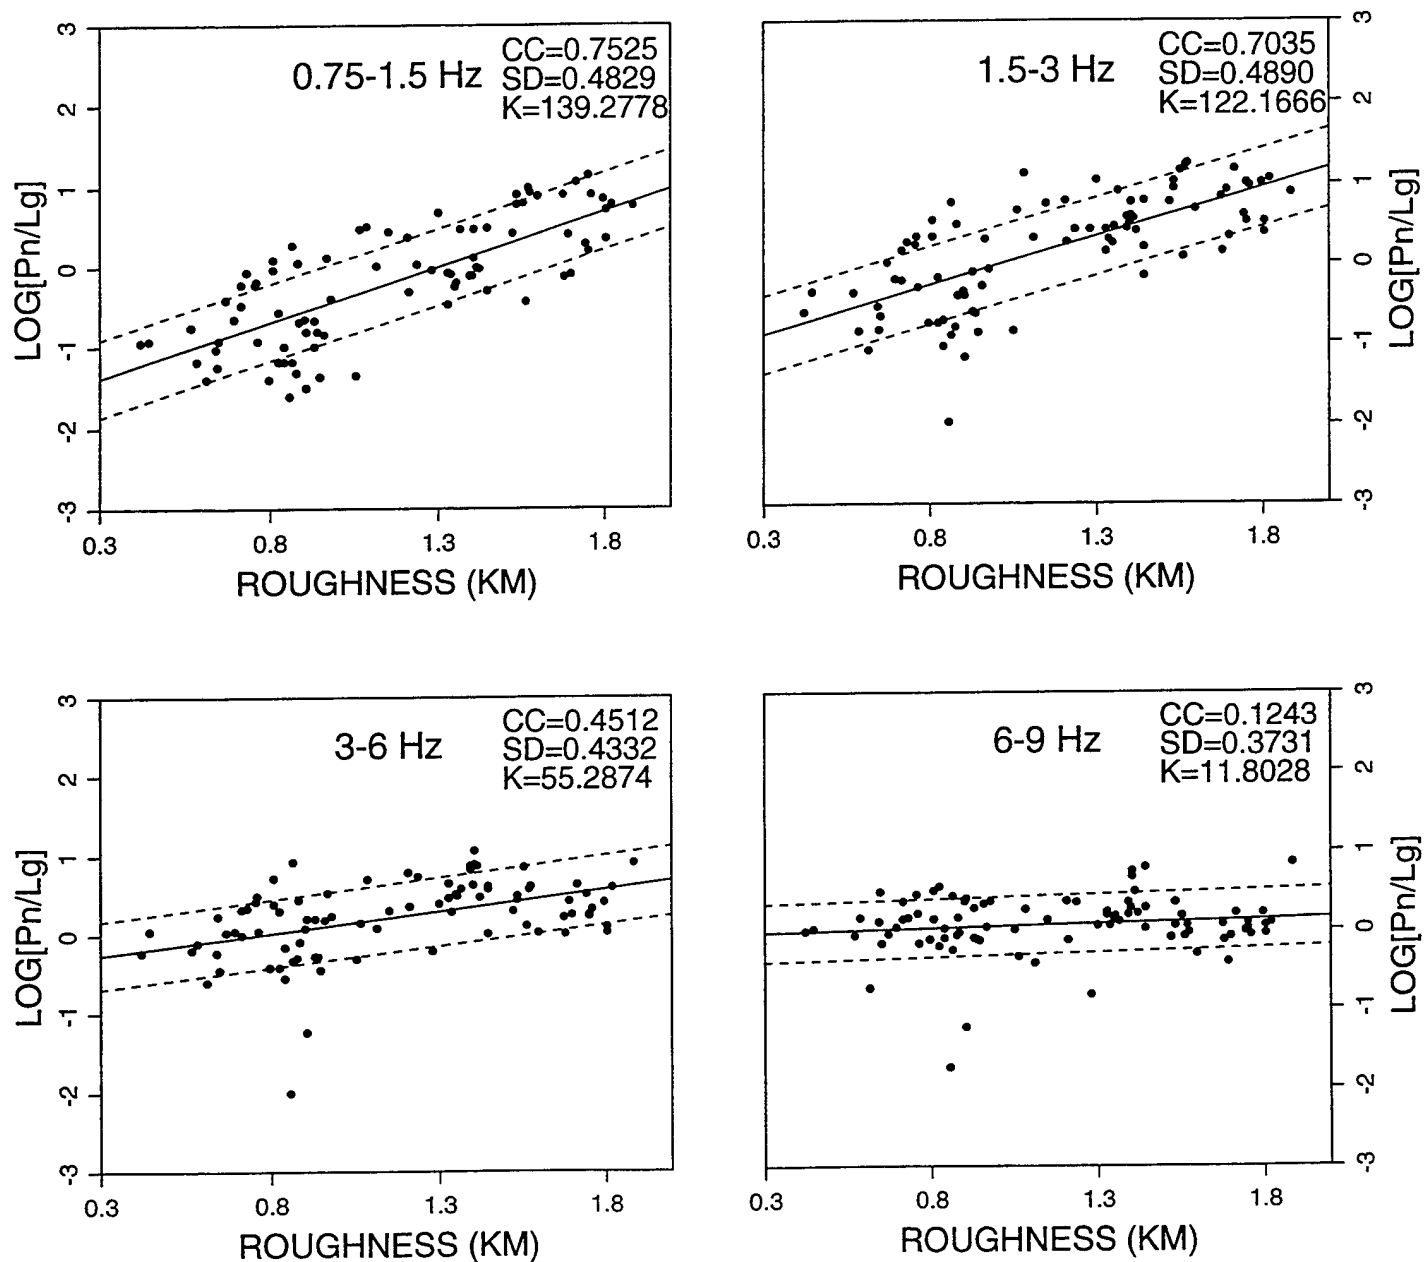 0.75-1.5 Hz
CC=0.7525
SD=0.4829
K=139.2778
LOG[Pn/Lg]
3
2
1
0
-1
-2
-3
0.3 0.8 1.3 1.8
ROUGHNESS (KM)
1.5-3 Hz
CC=0.7035
SD=0.4890
K=122.1666
LOG[Pn/Lg]
3
2
1
0
-1
-2
-3
0.3 0.8 1.3 1.8
ROUGHNESS (KM)
3-6 Hz
CC=0.4512
SD=0.4332
K=55.2874
LOG[Pn/Lg]
3
2
1
0
-1
-2
-3
0.3 0.8 1.3 1.8
ROUGHNESS (KM)
6-9 Hz
CC=0.1243
SD=0.3731
K=11.8028
LOG[Pn/Lg]
3
2
1
0
-1
-2
-3
0.3 0.8 1.3 1.8
ROUGHNESS (KM)